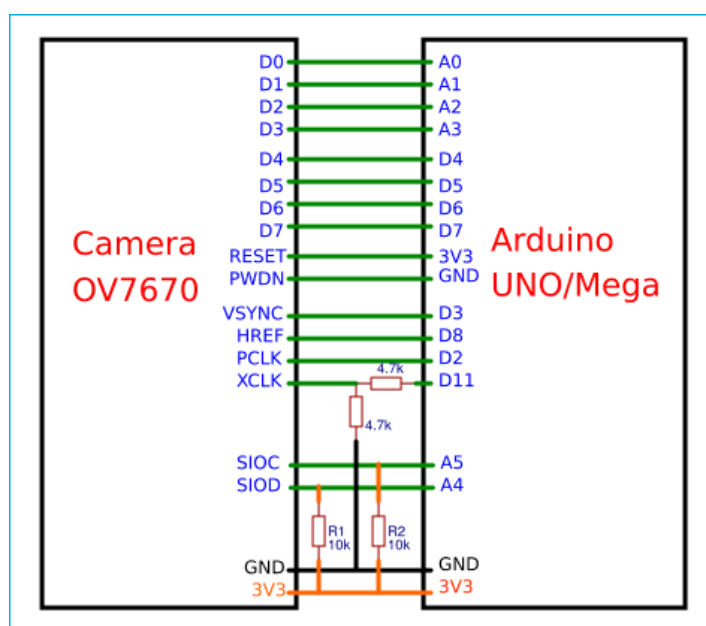 D0 A0
D1 A1
D2 A2
D3 A3
D4 D4
D5 D5
D6 D6
D7 D7
Camera
OV7670
Arduino
UNO/Mega
RESET 3V3
PWDN GND
VSYNC D3
HREF D8
PCLK D2
4.7k
XCLK D11
4.7k
SIOC A5
SIOD A4
R1
10k
R2
10k
GND GND
3V3 3V3